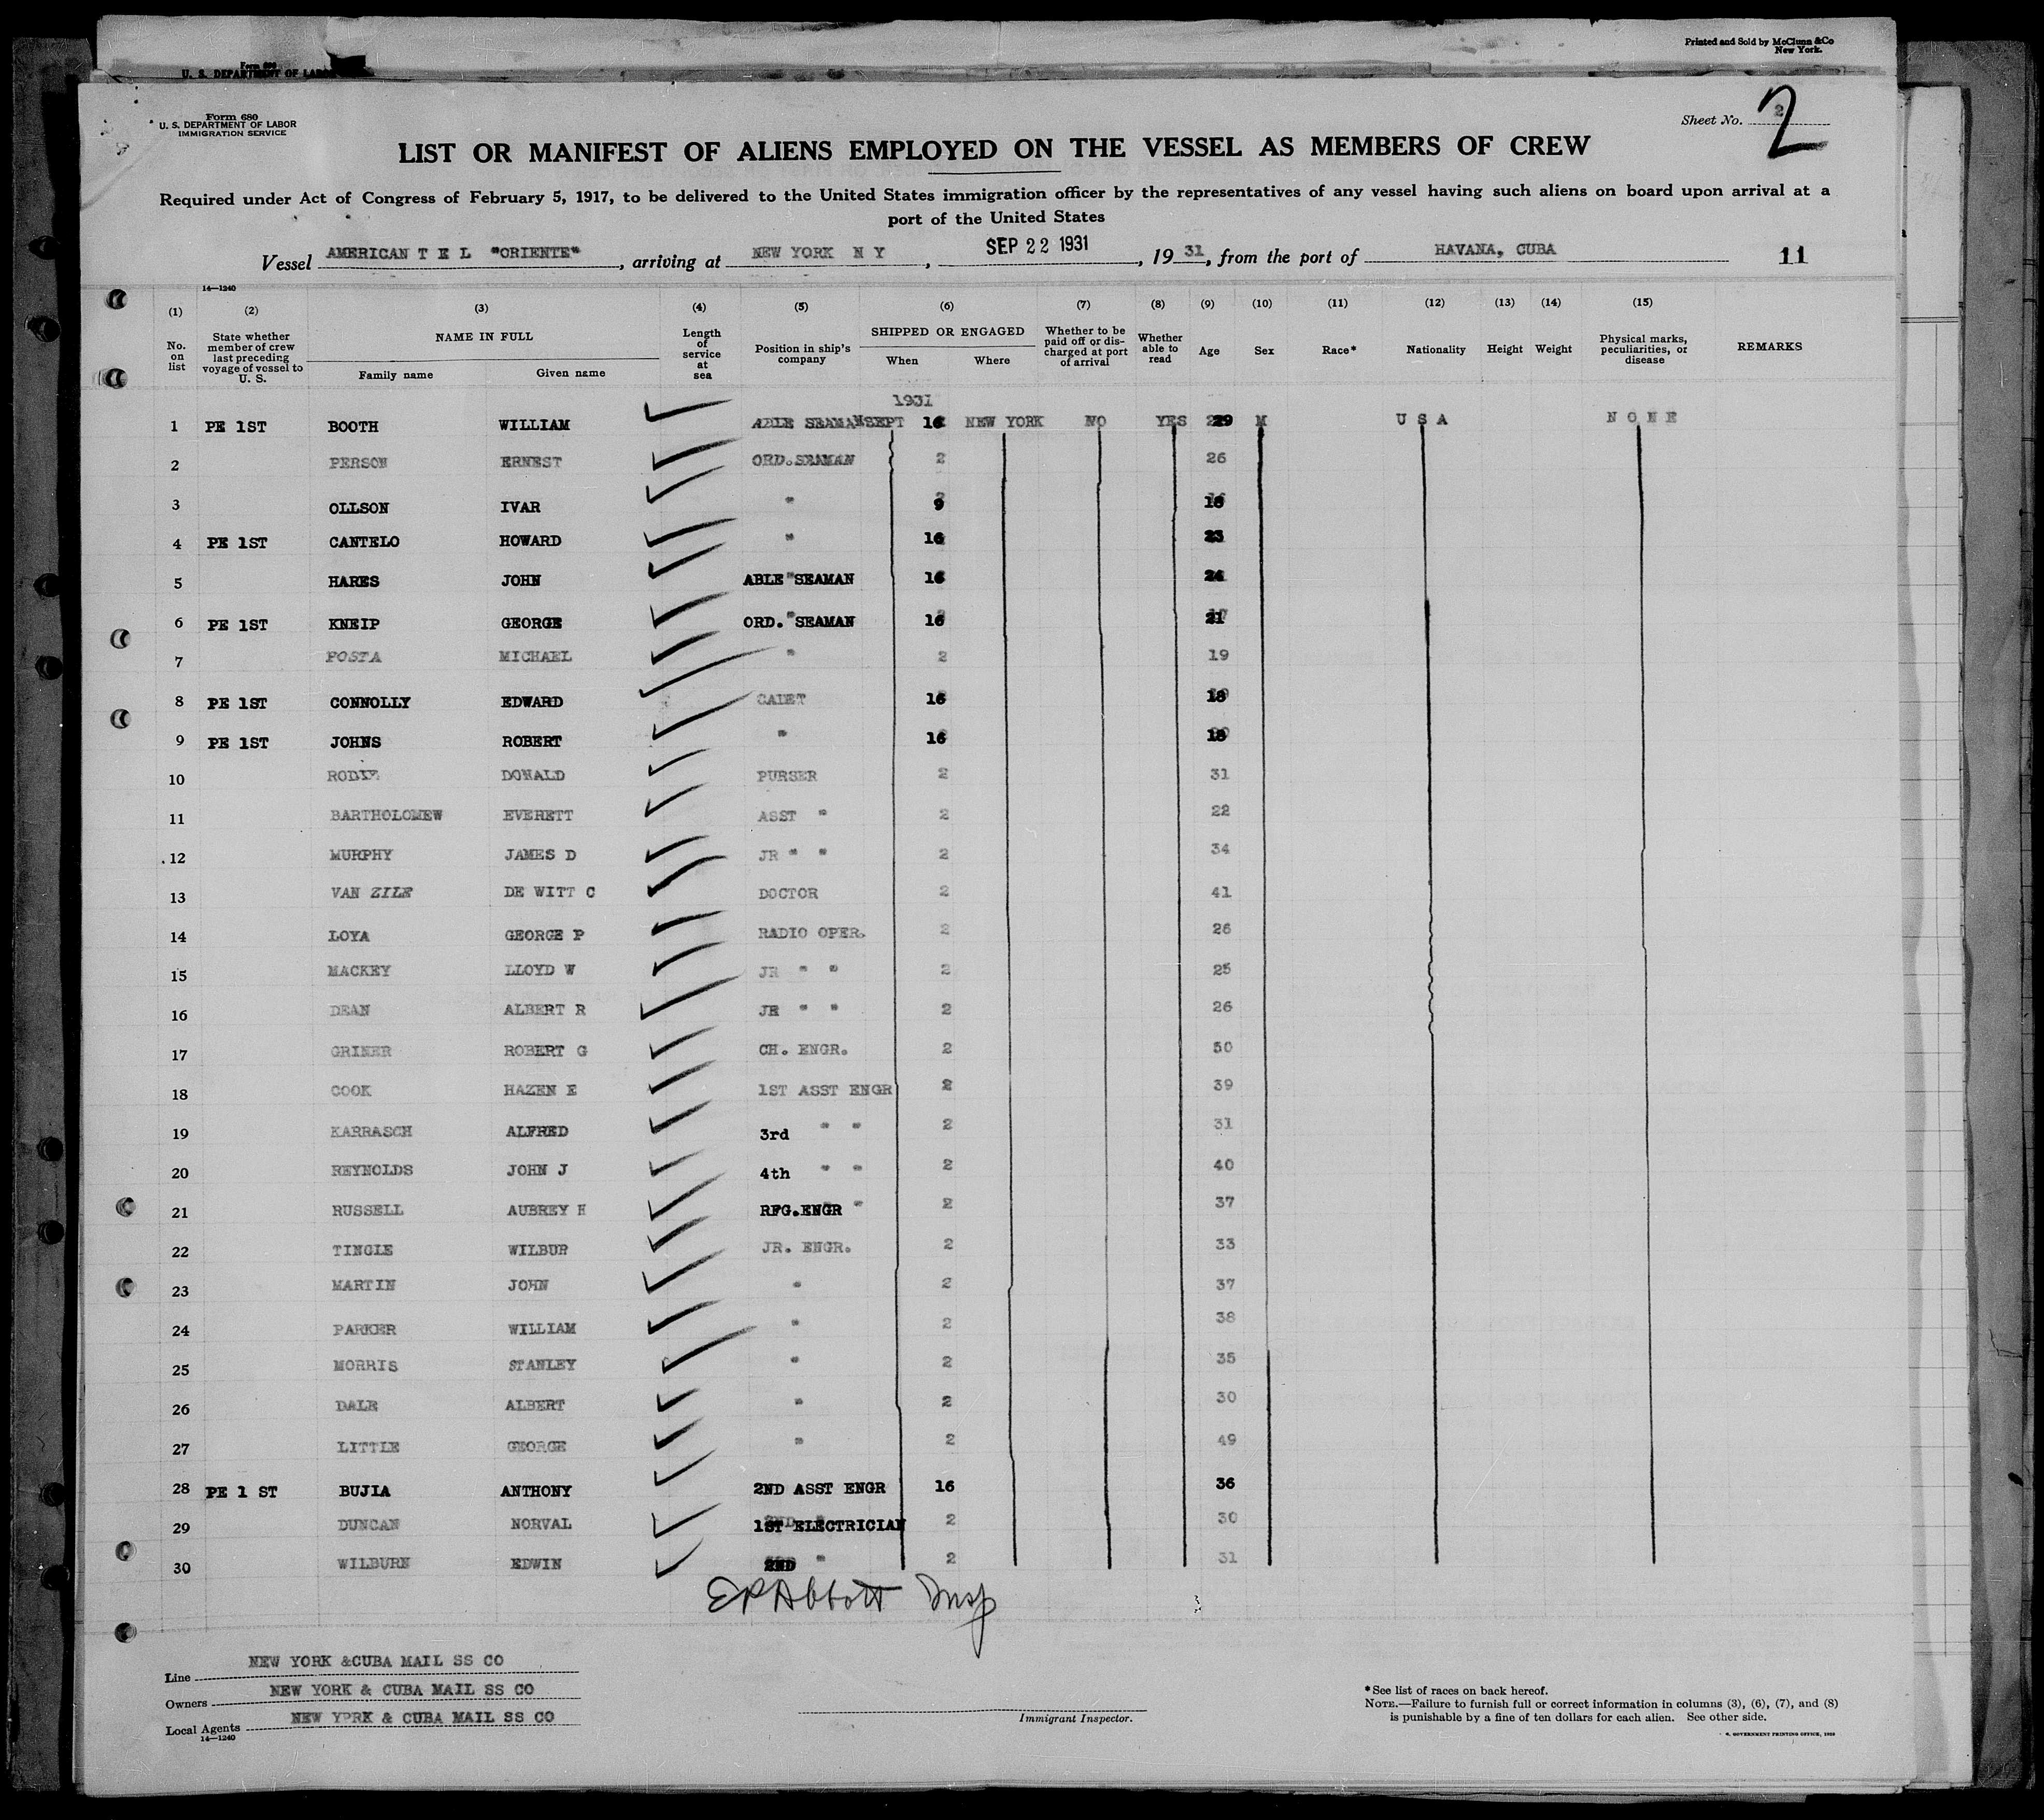 Printed and Sold by McClunn & Co
New York.
Form 680
U. S. DEPARTMENT OF LABOR
Form 680
U. S. DEPARTMENT OF LABOR
IMMIGRATION SERVICE
Sheet No. 2
2
LIST OR MANIFEST OF ALIENS EMPLOYED ON THE VESSEL AS MEMBERS OF CREW
Required under Act of Congress of February 5, 1917, to be delivered to the United States immigration officer by the representatives of any vessel having such aliens on board upon arrival at a
port of the United States
Vessel AMERICAN T E L "ORIENTE", arriving at NEW YORK N Y, SEP 22 1931, 1931, from the port of HAVANA, CUBA 11
14—1240
(1) (2) (3) (4) (5) (6) (7) (8) (9) (10) (11) (12) (13) (14) (15)
No. on list State whether member of crew last preceding voyage of vessel to U. S. NAME IN FULL Family name Given name Length of service at sea Position in ship's company SHIPPED OR ENGAGED When Where Whether to be paid off or discharged at port of arrival Whether able to read Age Sex Race* Nationality Height Weight Physical marks, peculiarities, or disease REMARKS
1931
1 PE 1ST BOOTH WILLIAM ABLE SEAMAN SEPT 16 NEW YORK NO YES 29 M U S A N O N E
2 PERSON ERNEST ORD.SEAMAN 2 26
3 OLLSON IVAR " 9 18
4 PE 1ST CANTELO HOWARD " 16 23
5 HARES JOHN ABLE SEAMAN 16 24
6 PE 1ST KNEIP GEORGE ORD. SEAMAN 16 21
7 POSTA MICHAEL " 2 19
8 PE 1ST CONNOLLY EDWARD CADET 16 18
9 PE 1ST JOHNS ROBERT " 16 18
10 RODIE DONALD PURSER 2 31
11 BARTHOLOMEW EVERETT ASST " 2 22
12 MURPHY JAMES D JR " " 2 34
13 VAN ZILE DE WITT C DOCTOR 2 41
14 LOYA GEORGE P RADIO OPER. 2 26
15 MACKEY LLOYD W JR " " 2 25
16 DEAN ALBERT R JR " " 2 26
17 GRINER ROBERT G CH. ENGR. 2 50
18 COOK HAZEN E 1ST ASST ENGR 2 39
19 KARRASCH ALFRED 3rd " " 2 31
20 REYNOLDS JOHN J 4th " " 2 40
21 RUSSELL AUBREY H RFG.ENGR " 2 37
22 TINGLE WILBUR JR. ENGR. 2 33
23 MARTIN JOHN " 2 37
24 PARKER WILLIAM " 2 38
25 MORRIS STANLEY " 2 35
26 DALE ALBERT " 2 30
27 LITTLE GEORGE " 2 49
28 PE 1 ST BUJIA ANTHONY 2ND ASST ENGR 16 36
29 DUNCAN NORVAL 1ST ELECTRICIAN 2 30
30 WILBURN EDWIN 2ND " 2 31
E P Abbott Insp
Line NEW YORK &CUBA MAIL SS CO
Owners NEW YORK & CUBA MAIL SS CO
Local Agents NEW YPRK & CUBA MAIL SS CO
14—1240
Immigrant Inspector.
*See list of races on back hereof.
NOTE.—Failure to furnish full or correct information in columns (3), (6), (7), and (8)
is punishable by a fine of ten dollars for each alien. See other side.
GOVERNMENT PRINTING OFFICE